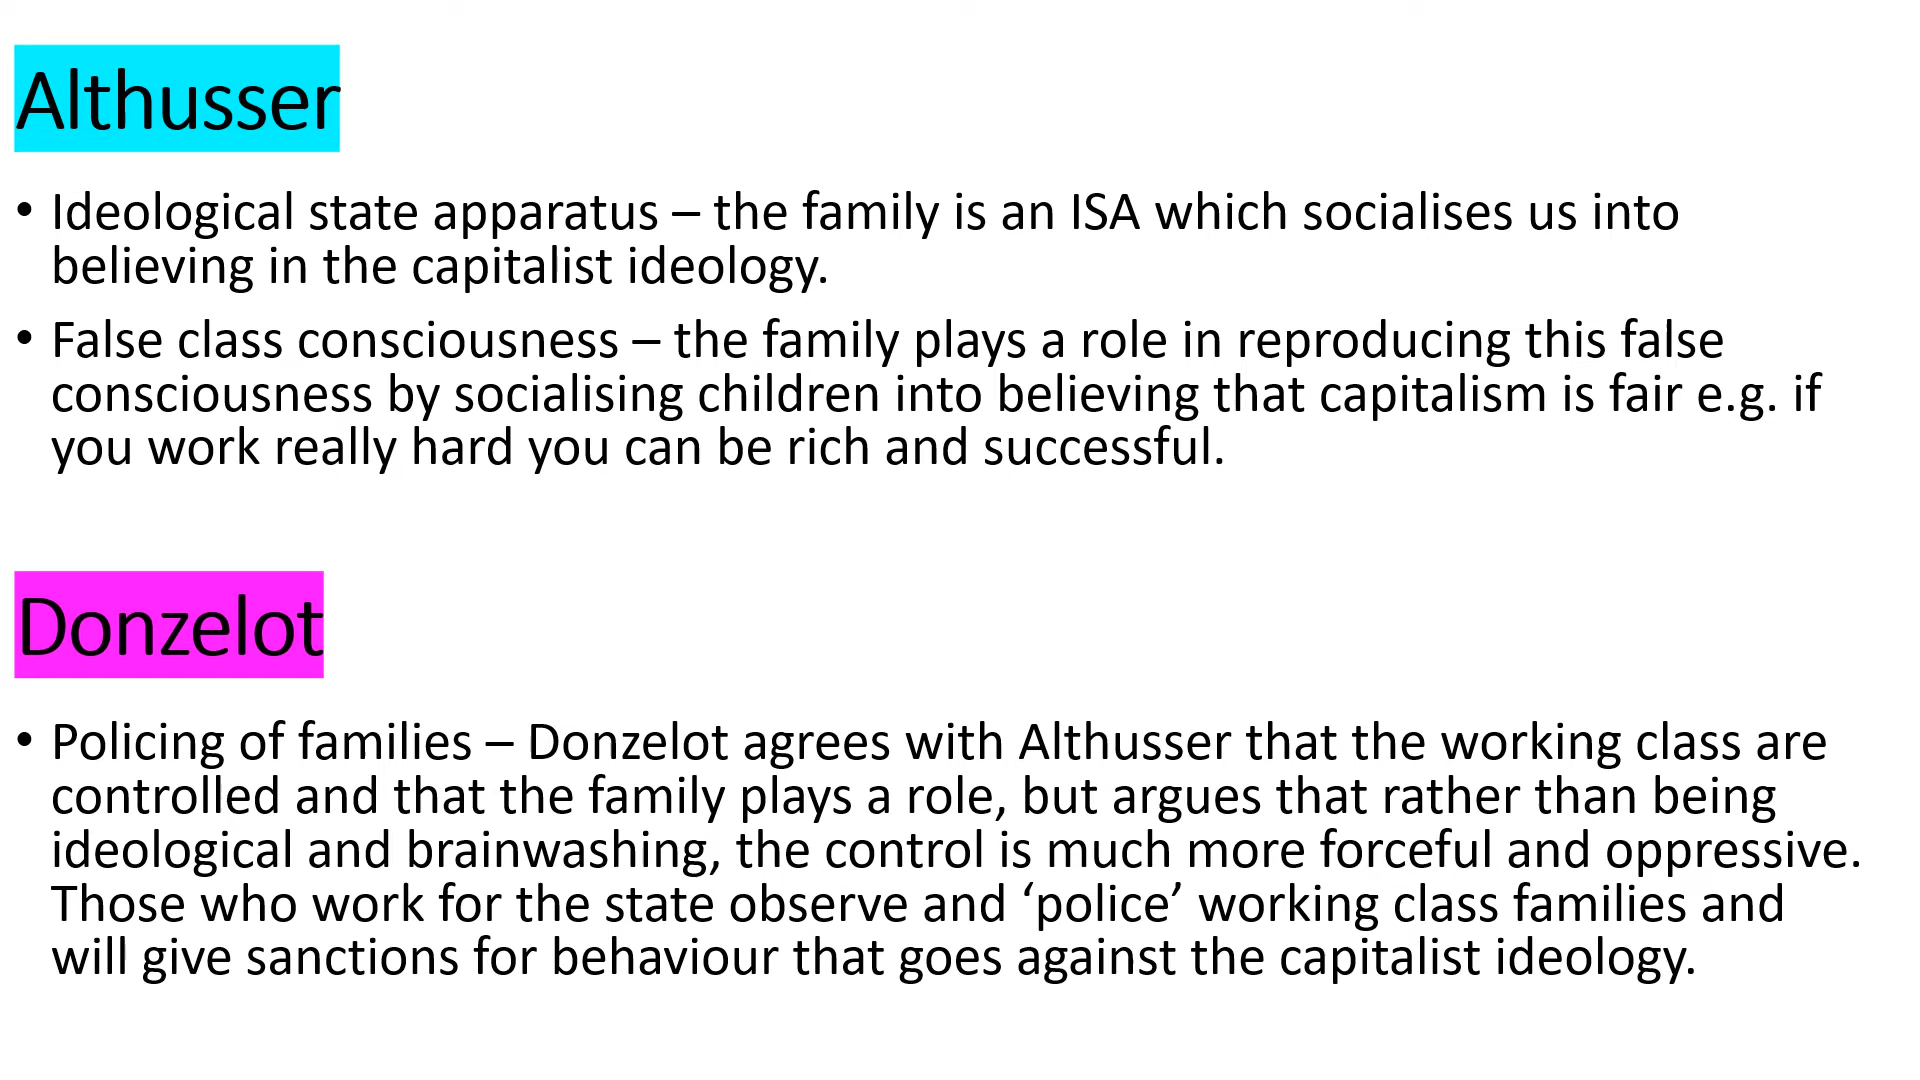 Althusser
• Ideological state apparatus – the family is an ISA which socialises us into
believing in the capitalist ideology.
• False class consciousness – the family plays a role in reproducing this false
consciousness by socialising children into believing that capitalism is fair e.g. if
you work really hard you can be rich and successful.
Donzelot
• Policing of families – Donzelot agrees with Althusser that the working class are
controlled and that the family plays a role, but argues that rather than being
ideological and brainwashing, the control is much more forceful and oppressive.
Those who work for the state observe and ‘police’ working class families and
will give sanctions for behaviour that goes against the capitalist ideology.